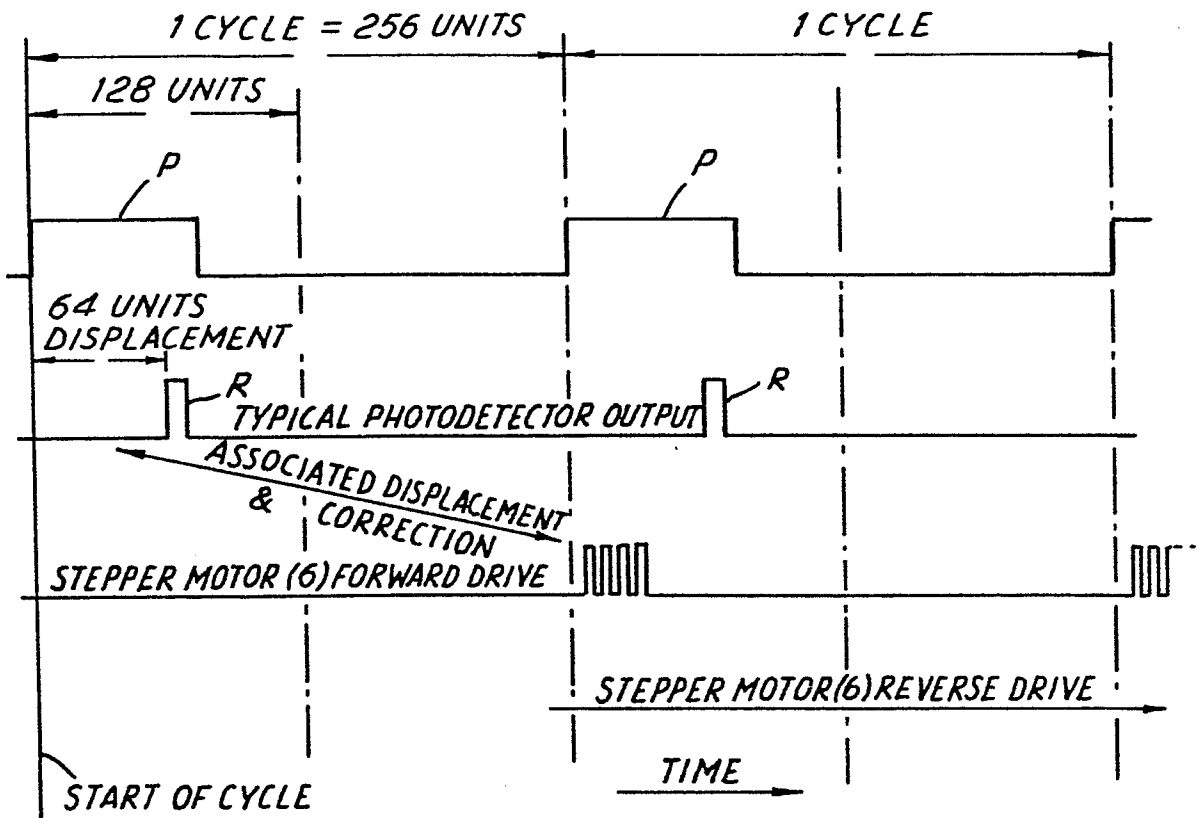 1 CYCLE = 256 UNITS
1 CYCLE
128 UNITS
P
P
64 UNITS
DISPLACEMENT
R
R
TYPICAL PHOTODETECTOR OUTPUT
ASSOCIATED DISPLACEMENT
& CORRECTION
STEPPER MOTOR (6) FORWARD DRIVE
STEPPER MOTOR (6) REVERSE DRIVE
TIME
START OF CYCLE